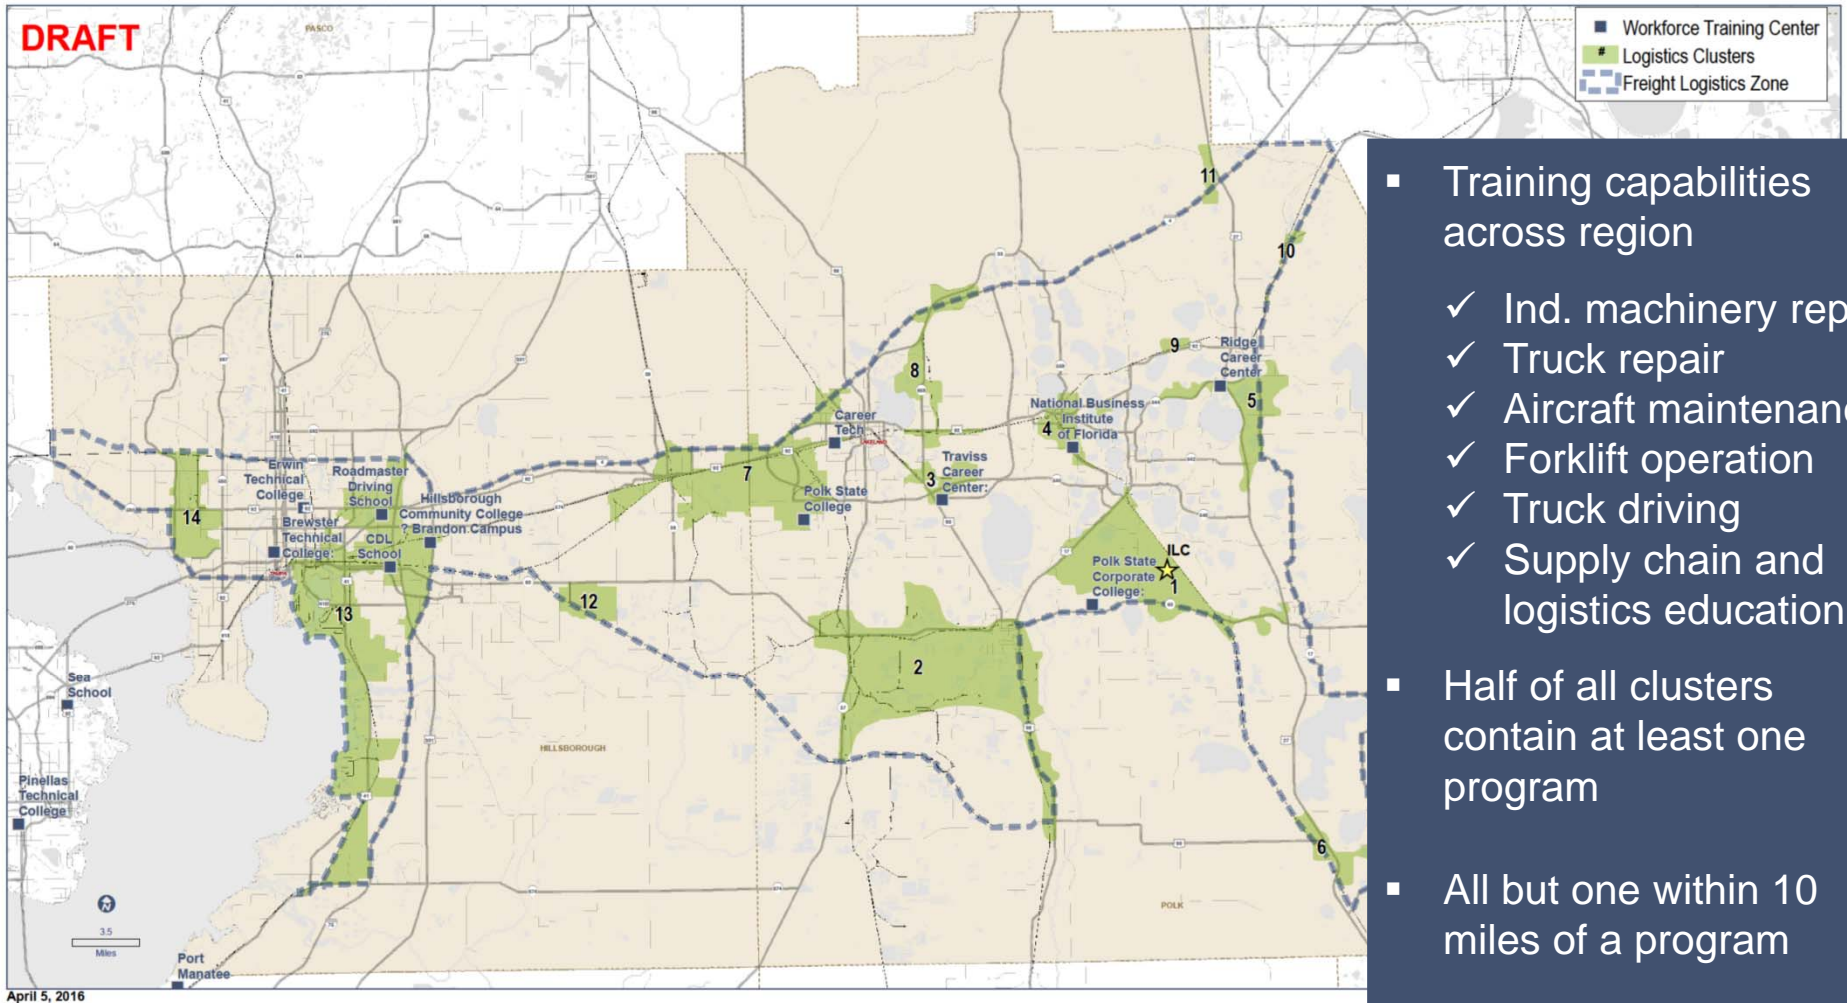 DRAFT
PASCO
Workforce Training Center
# Logistics Clusters
Freight Logistics Zone
▪ Training capabilities
across region
✓ Ind. machinery rep
✓ Truck repair
✓ Aircraft maintenanc
✓ Forklift operation
✓ Truck driving
✓ Supply chain and
logistics education
▪ Half of all clusters
contain at least one
program
▪ All but one within 10
miles of a program
11
10
9
Ridge
Career
Center
5
8
National Business
Institute
of Florida
4
Career
Tech
LAKELAND
Traviss
Career
Center:
3
7
Polk State
College
Erwin
Technical
College
Roadmaster
Driving
School
Hillsborough
Community College
? Brandon Campus
14
Brewster
Technical
College:
CDL
School
TAMPA
ILC
Polk State
Corporate
College:
1
12
13
2
Sea
School
HILLSBOROUGH
Pinellas
Technical
College
6
POLK
N
3.5
Miles
Port
Manatee
April 5, 2016